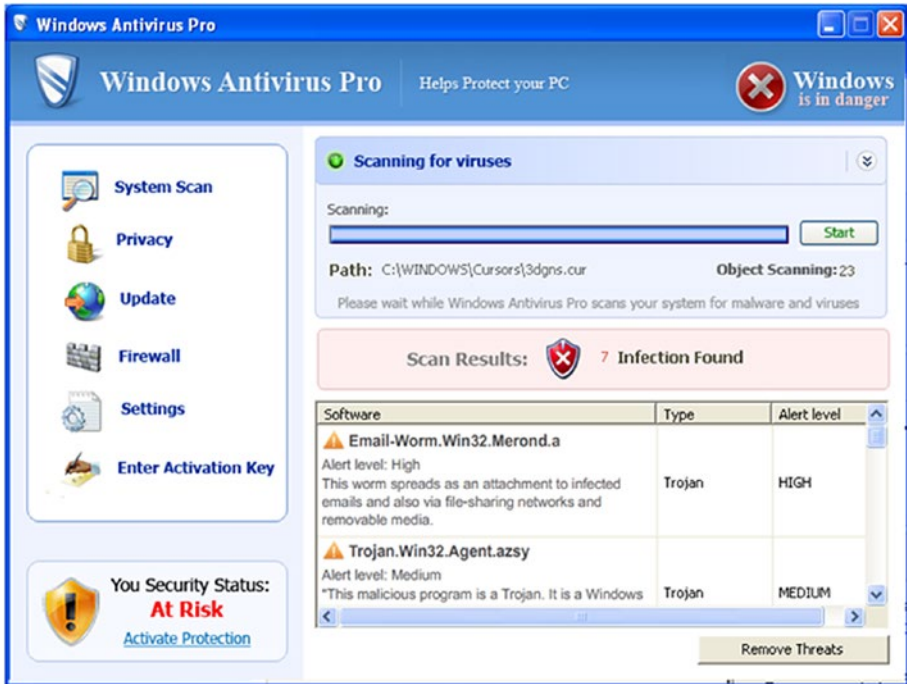 Windows Antivirus Pro
Windows Antivirus Pro
Helps Protect your PC
Windows
is in danger
System Scan
Privacy
Update
Firewall
Settings
Enter Activation Key
You Security Status:
At Risk
Activate Protection
Scanning for viruses
Scanning:
Start
Path: C:\WINDOWS\Cursors\3dgns.cur
Object Scanning: 23
Please wait while Windows Antivirus Pro scans your system for malware and viruses
Scan Results: 7 Infection Found
Software Type Alert level
Email-Worm.Win32.Merond.a
Alert level: High
This worm spreads as an attachment to infected
emails and also via file-sharing networks and
removable media.
Trojan
HIGH
Trojan.Win32.Agent.azsy
Alert level: Medium
"This malicious program is a Trojan. It is a Windows
Trojan
MEDIUM
Remove Threats